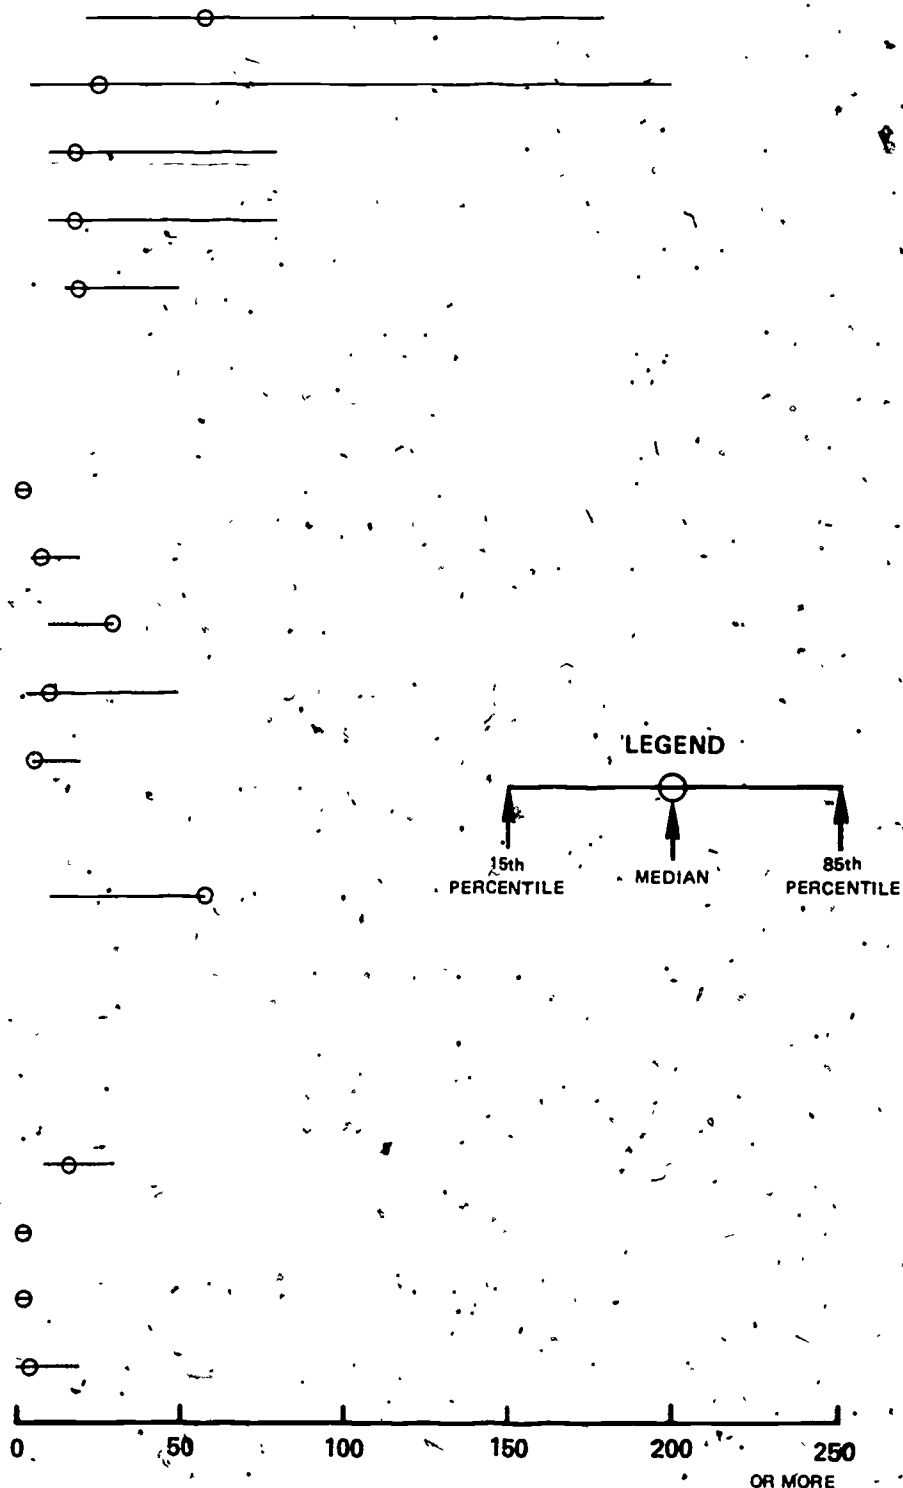 LEGEND
15th
PERCENTILE
MEDIAN
85th
PERCENTILE
0 50 100 150 200 250
OR MORE